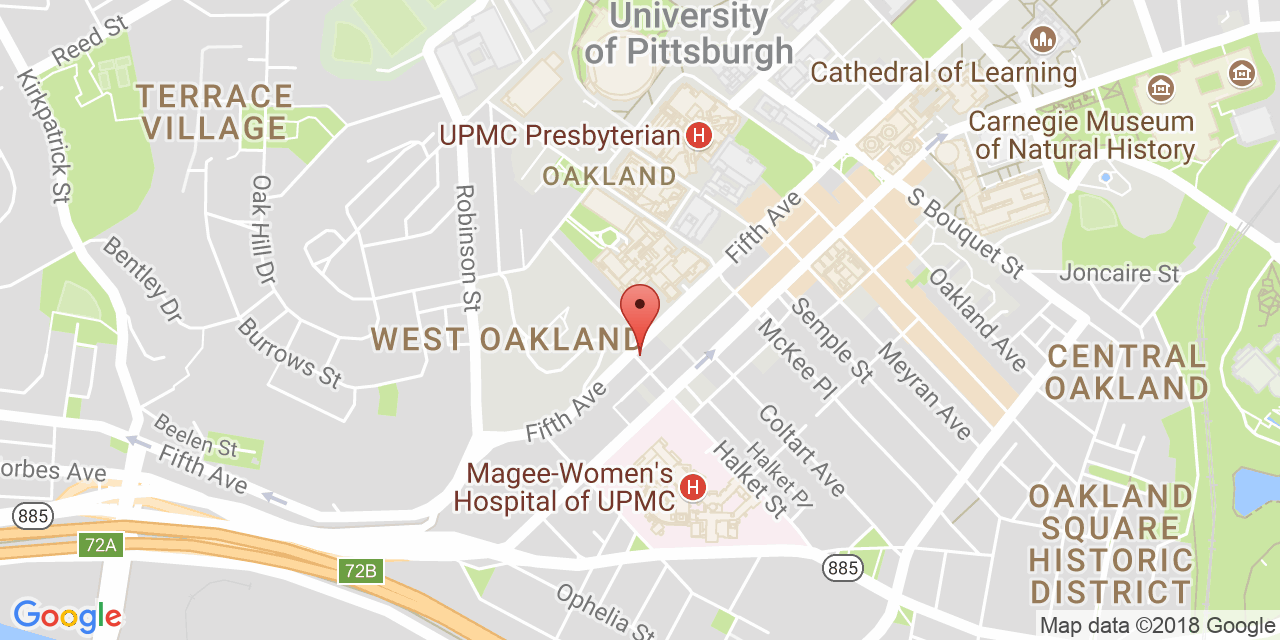 University
of Pittsburgh
Reed St
Kirkpatrick St
Cathedral of Learning
TERRACE
VILLAGE
UPMC Presbyterian
H
Carnegie Museum
of Natural History
OAKLAND
Oak Hill Dr
Robinson St
Fifth Ave
S Bouquet St
Bentley Dr
Joncaire St
Oakland Ave
Burrows St
WEST OAKLAND
Semple St
McKee Pl
Meyran Ave
CENTRAL
OAKLAND
Fifth Ave
Beelen St
Fifth Ave
orbes Ave
Coltart Ave
Halket Pl
Halket St
Magee-Women's
Hospital of UPMC
H
OAKLAND
SQUARE
HISTORIC
DISTRICT
885
72A
72B
885
Ophelia St
Google
Map data ©2018 Google